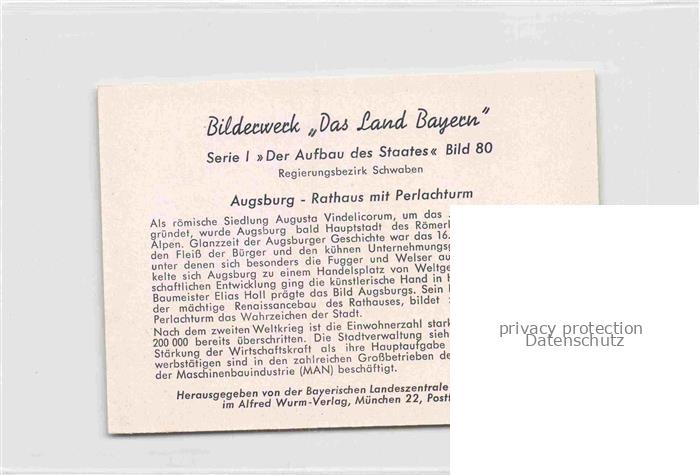 Bilderwerk „Das Land Bayern“
Serie I »Der Aufbau des Staates« Bild 80
Regierungsbezirk Schwaben
Augsburg - Rathaus mit Perlachturm
Als römische Siedlung Augusta Vindelicorum, um das
gründet, wurde Augsburg bald Hauptstadt des Römer
Alpen. Glanzzeit der Augsburger Geschichte war das 16.
den Fleiß der Bürger und den kühnen Unternehmungsg
unter denen sich besonders die Fugger und Welser au
kelte sich Augsburg zu einem Handelsplatz von Weltge
schaftlichen Entwicklung ging die künstlerische Hand in
Baumeister Elias Holl prägte das Bild Augsburgs. Sein
der mächtige Renaissancebau des Rathauses, bildet
Perlachturm das Wahrzeichen der Stadt.
Nach dem zweiten Weltkrieg ist die Einwohnerzahl stark
200 000 bereits überschritten. Die Stadtverwaltung sieh
Stärkung der Wirtschaftskraft als ihre Hauptaufgabe
werbstätigen sind in den zahlreichen Großbetrieben de
der Maschinenbauindustrie (MAN) beschäftigt.
Herausgegeben von der Bayerischen Landeszentrale
im Alfred Wurm-Verlag, München 22, Postf
privacy protection
Datenschutz